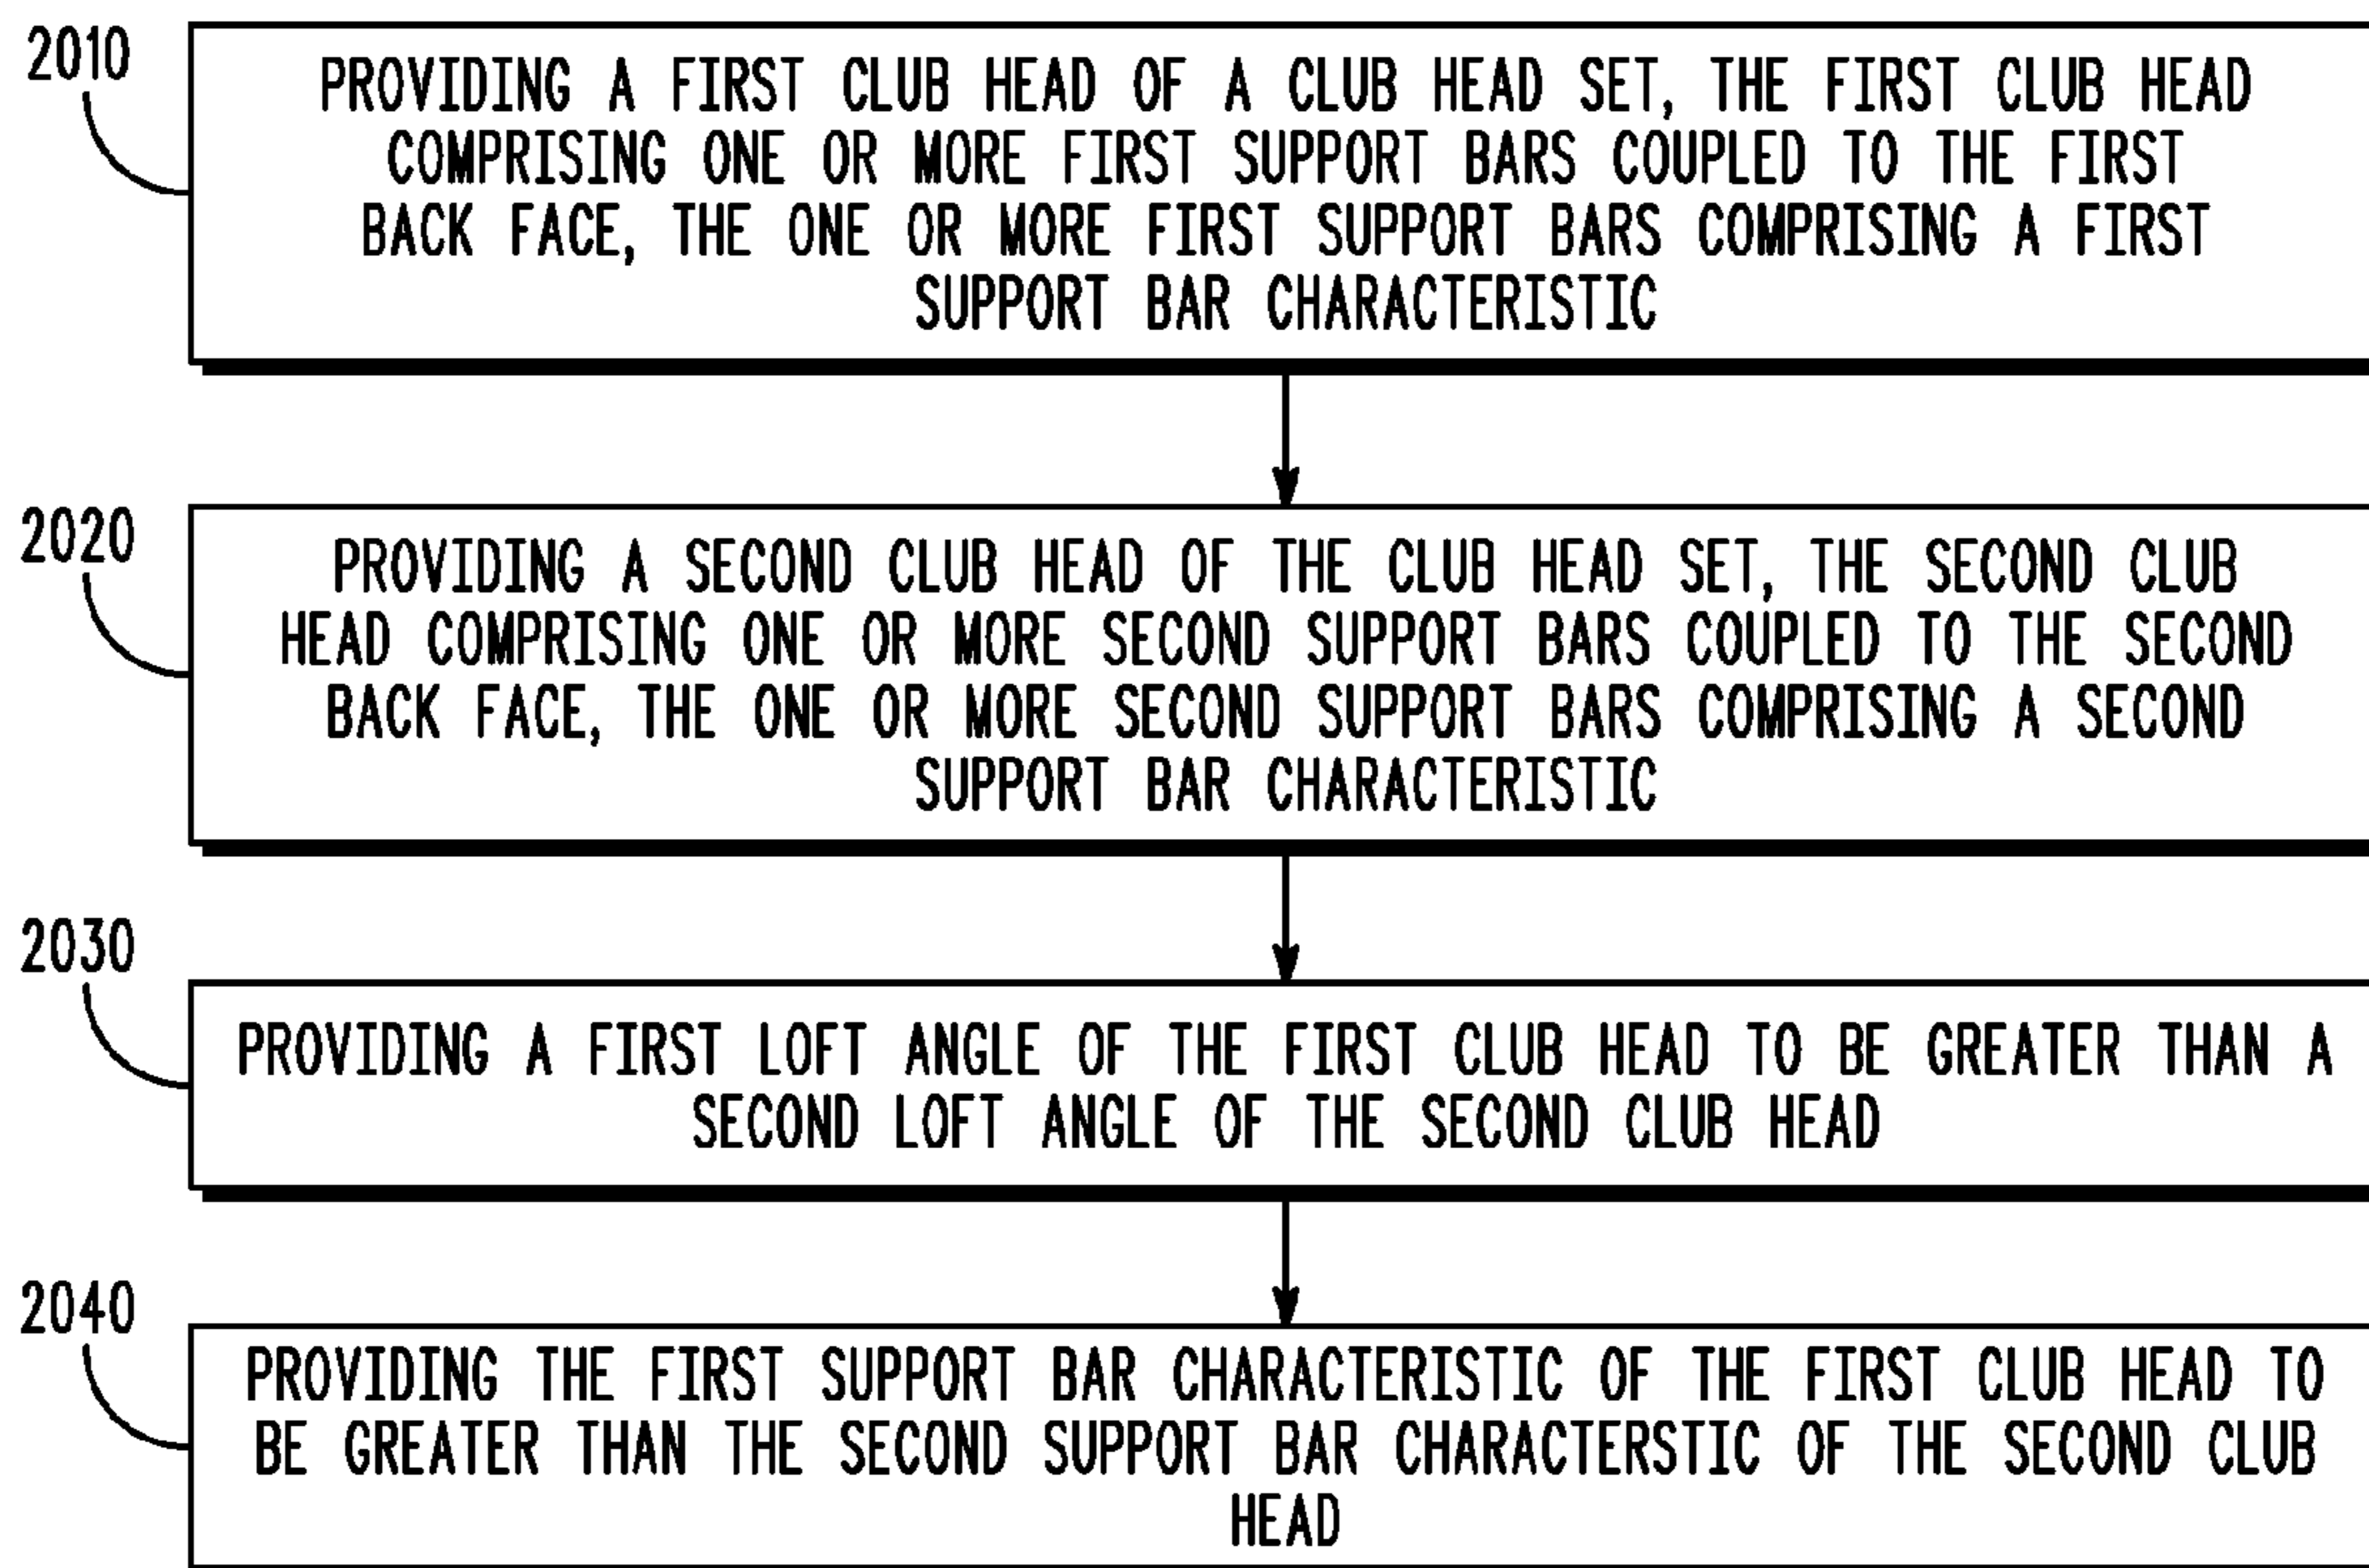 2010
PROVIDING A FIRST CLUB HEAD OF A CLUB HEAD SET, THE FIRST CLUB HEAD
COMPRISING ONE OR MORE FIRST SUPPORT BARS COUPLED TO THE FIRST
BACK FACE, THE ONE OR MORE FIRST SUPPORT BARS COMPRISING A FIRST
SUPPORT BAR CHARACTERISTIC
2020
PROVIDING A SECOND CLUB HEAD OF THE CLUB HEAD SET, THE SECOND CLUB
HEAD COMPRISING ONE OR MORE SECOND SUPPORT BARS COUPLED TO THE SECOND
BACK FACE, THE ONE OR MORE SECOND SUPPORT BARS COMPRISING A SECOND
SUPPORT BAR CHARACTERISTIC
2030
PROVIDING A FIRST LOFT ANGLE OF THE FIRST CLUB HEAD TO BE GREATER THAN A
SECOND LOFT ANGLE OF THE SECOND CLUB HEAD
2040
PROVIDING THE FIRST SUPPORT BAR CHARACTERISTIC OF THE FIRST CLUB HEAD TO
BE GREATER THAN THE SECOND SUPPORT BAR CHARACTERSTIC OF THE SECOND CLUB
HEAD